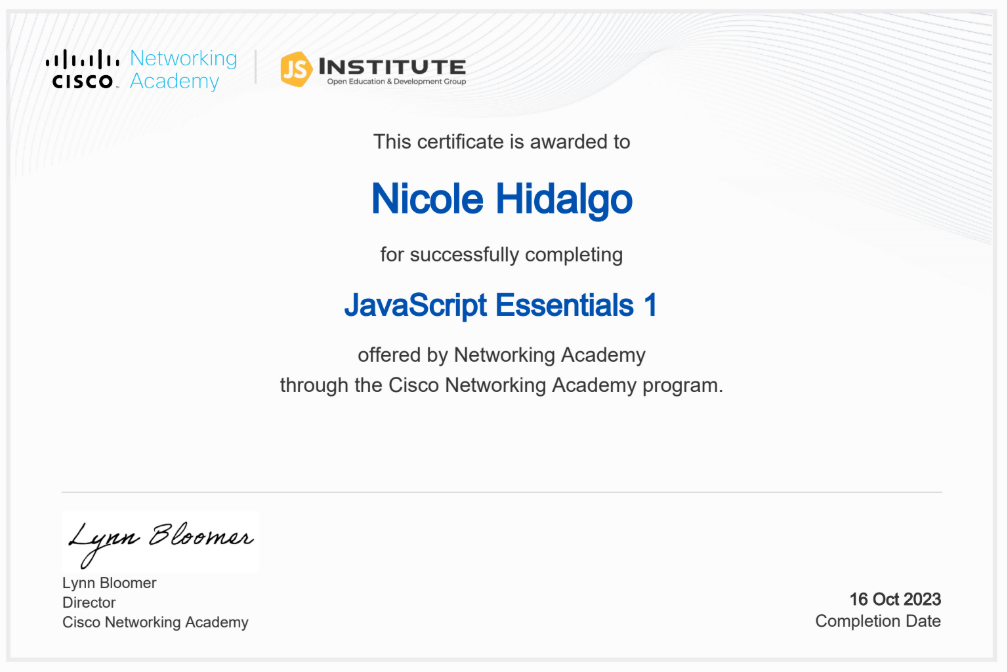 CISCO Networking Academy
JS INSTITUTE
Open Education & Development Group
This certificate is awarded to
Nicole Hidalgo
for successfully completing
JavaScript Essentials 1
offered by Networking Academy
through the Cisco Networking Academy program.
Lynn Bloomer
Lynn Bloomer
Director
Cisco Networking Academy
16 Oct 2023
Completion Date